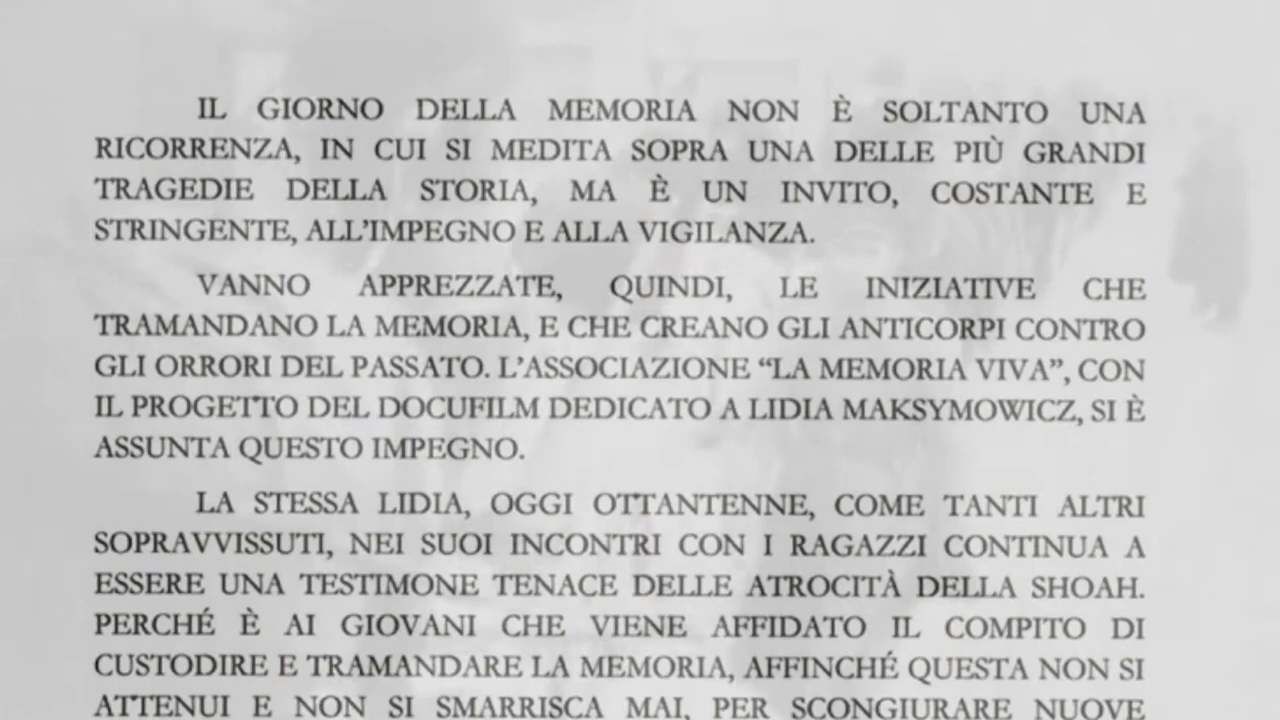 IL GIORNO DELLA MEMORIA NON È SOLTANTO UNA
RICORRENZA, IN CUI SI MEDITA SOPRA UNA DELLE PIÙ GRANDI
TRAGEDIE DELLA STORIA, MA È UN INVITO, COSTANTE E
STRINGENTE, ALL'IMPEGNO E ALLA VIGILANZA.
VANNO APPREZZATE, QUINDI, LE INIZIATIVE CHE
TRAMANDANO LA MEMORIA, E CHE CREANO GLI ANTICORPI CONTRO
GLI ORRORI DEL PASSATO. L'ASSOCIAZIONE “LA MEMORIA VIVA”, CON
IL PROGETTO DEL DOCUFILM DEDICATO A LIDIA MAKSYMOWICZ, SI È
ASSUNTA QUESTO IMPEGNO.
LA STESSA LIDIA, OGGI OTTANTENNE, COME TANTI ALTRI
SOPRAVVISSUTI, NEI SUOI INCONTRI CON I RAGAZZI CONTINUA A
ESSERE UNA TESTIMONE TENACE DELLE ATROCITÀ DELLA SHOAH.
PERCHÉ È AI GIOVANI CHE VIENE AFFIDATO IL COMPITO DI
CUSTODIRE E TRAMANDARE LA MEMORIA, AFFINCHÉ QUESTA NON SI
ATTENUI E NON SI SMARRISCA MAI, PER SCONGIURARE NUOVE